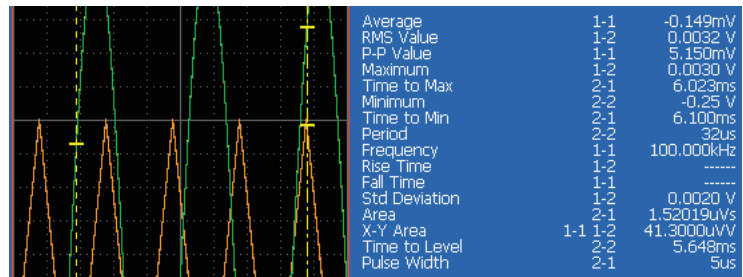 Average 1-1 -0.149mV
RMS Value 1-2 0.0032 V
P-P Value 1-1 5.150mV
Maximum 1-2 0.0030 V
Time to Max 2-1 6.023ms
Minimum 2-2 -0.25 V
Time to Min 2-1 6.100ms
Period 2-2 32us
Frequency 1-1 100.000kHz
Rise Time 1-2 ------
Fall Time 1-1 ------
Std Deviation 1-2 0.0020 V
Area 2-1 1.52019uVs
X-Y Area 1-1 1-2 41.3000uVV
Time to Level 2-2 5.648ms
Pulse Width 2-1 5us